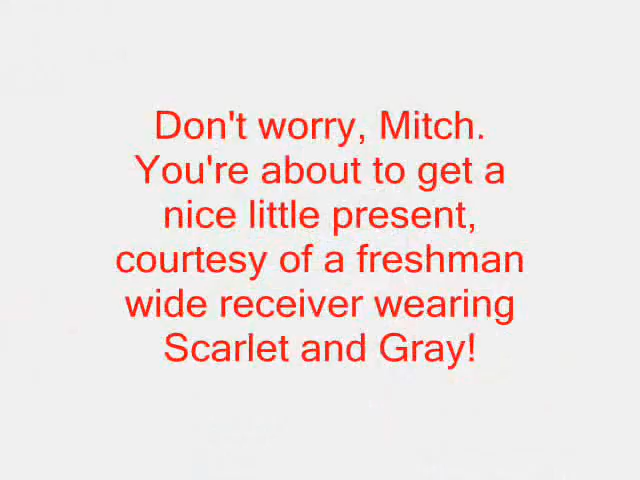 Don't worry, Mitch.
You're about to get a
nice little present,
courtesy of a freshman
wide receiver wearing
Scarlet and Gray!